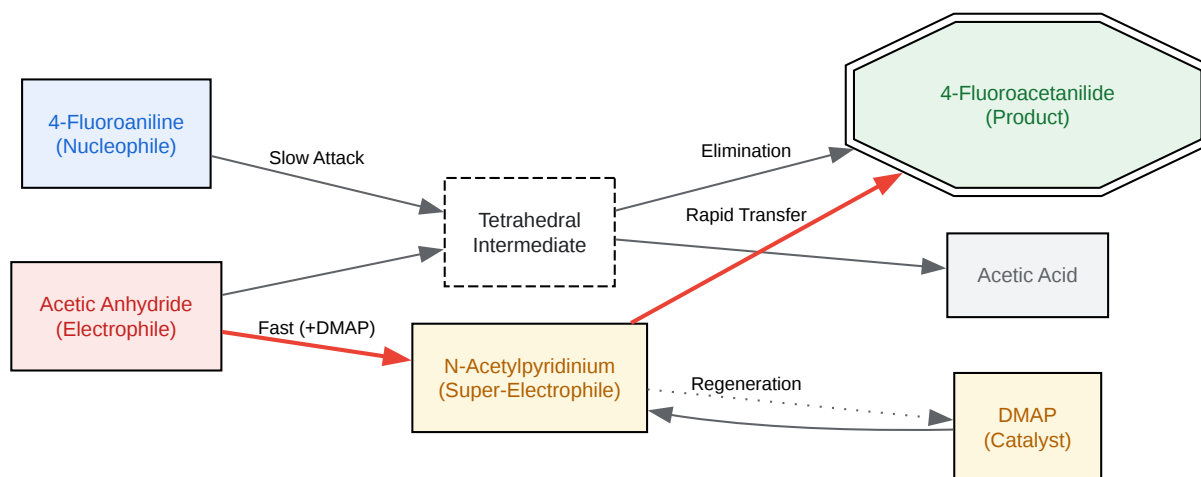 4-Fluoroaniline
(Nucleophile)
Slow Attack
Acetic Anhydride
(Electrophile)
Fast (+DMAP)
Tetrahedral
Intermediate
N-Acetylpyridinium
(Super-Electrophile)
Elimination
Rapid Transfer
Regeneration
4-Fluoroacetanilide
(Product)
Acetic Acid
DMAP
(Catalyst)